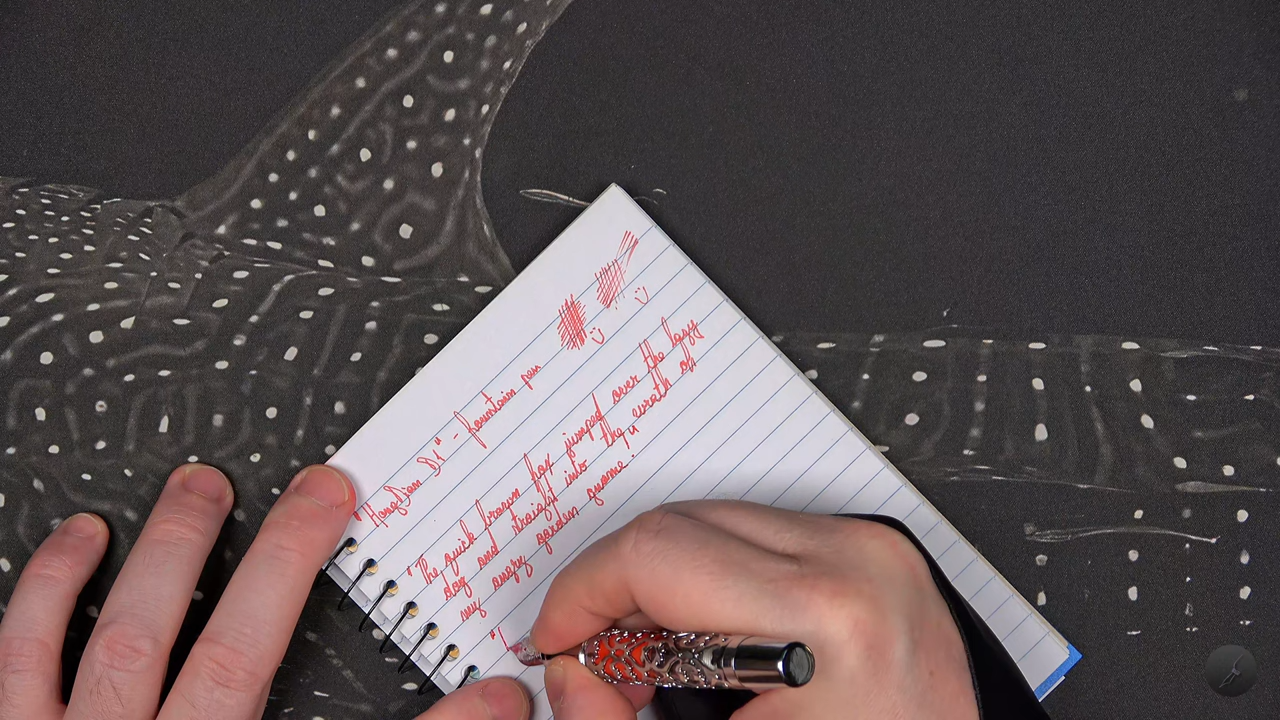 "HongDian D1" - fountain pen
"The quick brown fox jumped over the lazy
dog and straight into the wrath of
my angry garden gnome!"
"